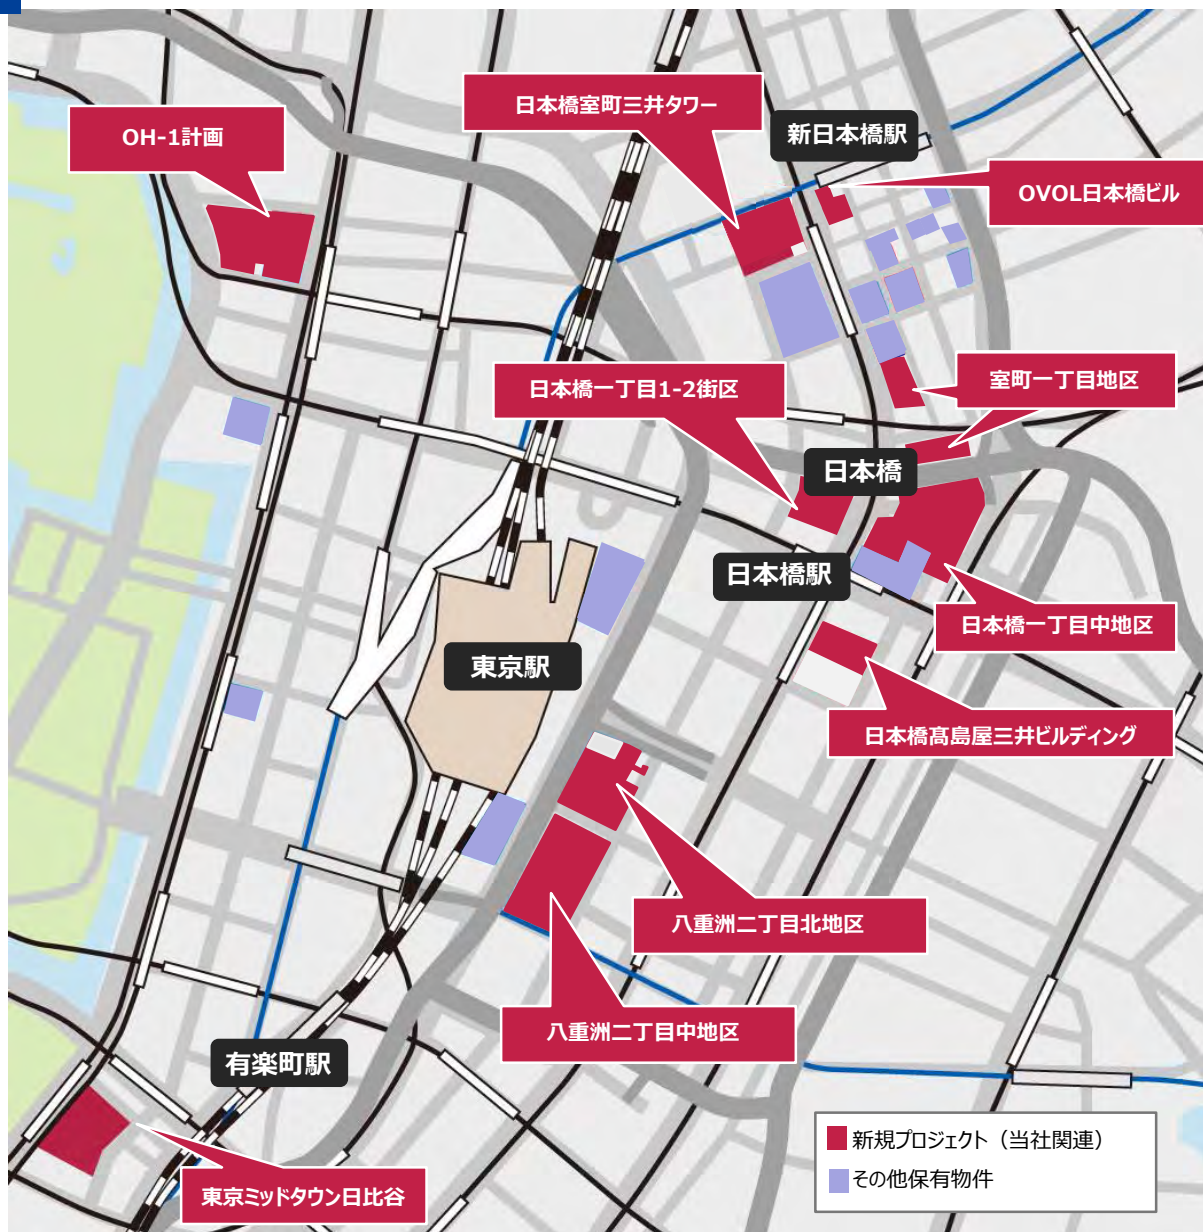 日本橋室町三井タワー
新日本橋駅
OH-1計画
OVOL日本橋ビル
室町一丁目地区
日本橋一丁目1-2街区
日本橋
日本橋駅
日本橋一丁目中地区
東京駅
日本橋髙島屋三井ビルディング
八重洲二丁目北地区
八重洲二丁目中地区
有楽町駅
東京ミッドタウン日比谷
新規プロジェクト（当社関連）
その他保有物件